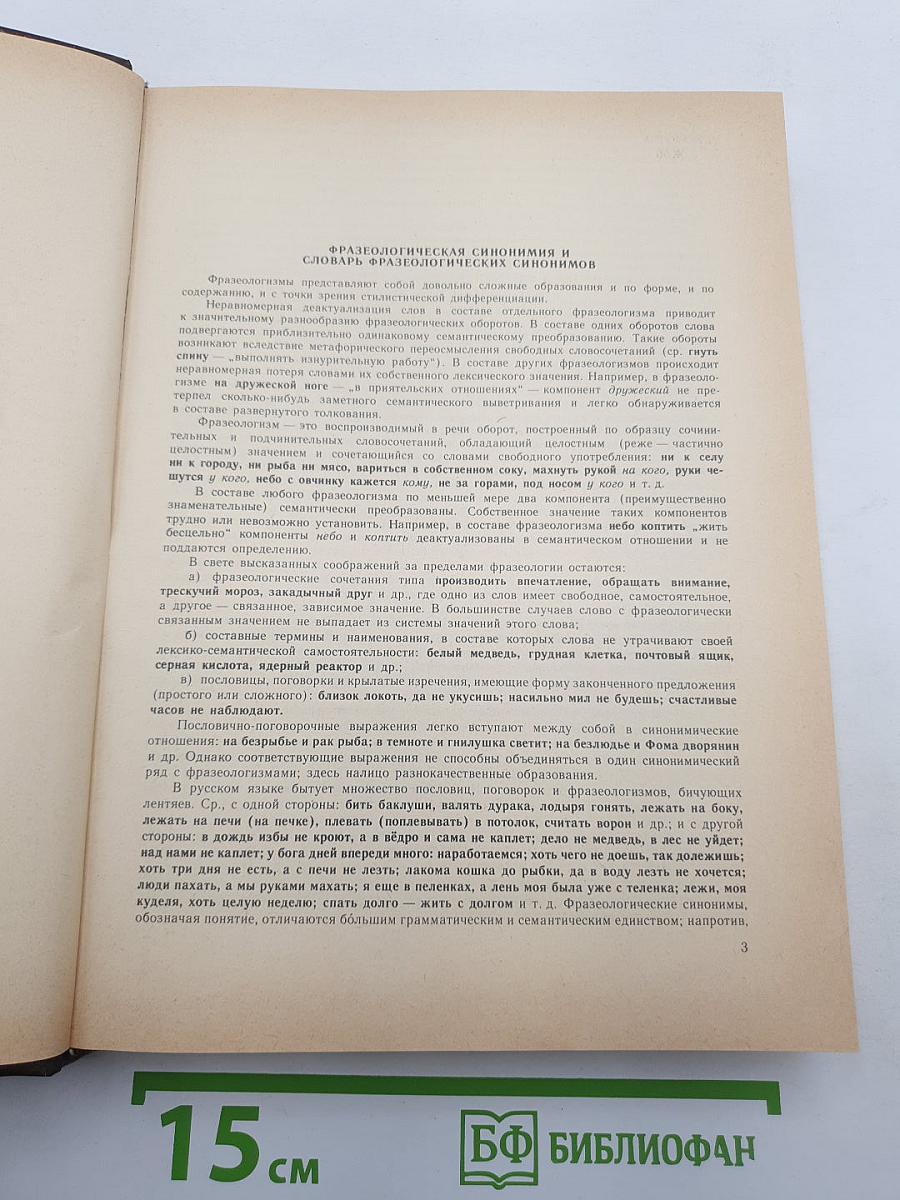 ФРАЗЕОЛОГИЧЕСКАЯ СИНОНИМИЯ И
СЛОВАРЬ ФРАЗЕОЛОГИЧЕСКИХ СИНОНИМОВ
Фразеологизмы представляют собой довольно сложные образования и по форме, и по
содержанию, и с точки зрения стилистической дифференциации.
Неравномерная деактуализация слов в составе отдельного фразеологизма приводит
к значительному разнообразию фразеологических оборотов. В составе одних оборотов слова
подвергаются приблизительно одинаковому семантическому преобразованию. Такие обороты
возникают вследствие метафорического переосмысления свободных словосочетаний (ср. гнуть
спину — „выполнять изнурительную работу“). В составе других фразеологизмов происходит
неравномерная потеря словами их собственного лексического значения. Например, в фразеоло-
гизме на дружеской ноге — „в приятельских отношениях“ — компонент дружеский не пре-
терпел сколько-нибудь заметного семантического выветривания и легко обнаруживается
в составе развернутого толкования.
Фразеологизм — это воспроизводимый в речи оборот, построенный по образцу сочини-
тельных и подчинительных словосочетаний, обладающий целостным (реже — частично
целостным) значением и сочетающийся со словами свободного употребления: ни к селу
ни к городу, ни рыба ни мясо, вариться в собственном соку, махнуть рукой на кого, руки че-
шутся у кого, небо с овчинку кажется кому, не за горами, под носом у кого и т. д.
В составе любого фразеологизма по меньшей мере два компонента (преимущественно
знаменательные) семантически преобразованы. Собственное значение таких компонентов
трудно или невозможно установить. Например, в составе фразеологизма небо коптить „жить
бесцельно“ компоненты небо и коптить деактуализованы в семантическом отношении и не
поддаются определению.
В свете высказанных соображений за пределами фразеологии остаются:
а) фразеологические сочетания типа производить впечатление, обращать внимание,
трескучий мороз, закадычный друг и др., где одно из слов имеет свободное, самостоятельное,
а другое — связанное, зависимое значение. В большинстве случаев слово с фразеологически
связанным значением не выпадает из системы значений этого слова;
б) составные термины и наименования, в составе которых слова не утрачивают своей
лексико-семантической самостоятельности: белый медведь, грудная клетка, почтовый ящик,
серная кислота, ядерный реактор и др.;
в) пословицы, поговорки и крылатые изречения, имеющие форму законченного предложения
(простого или сложного): близок локоть, да не укусишь; насильно мил не будешь; счастливые
часов не наблюдают.
Пословично-поговорочные выражения легко вступают между собой в синонимические
отношения: на безрыбье и рак рыба; в темноте и гнилушка светит; на безлюдье и Фома дворянин
и др. Однако соответствующие выражения не способны объединяться в один синонимический
ряд с фразеологизмами; здесь налицо разнокачественные образования.
В русском языке бытует множество пословиц, поговорок и фразеологизмов, бичующих
лентяев. Ср., с одной стороны: бить баклуши, валять дурака, лодыря гонять, лежать на боку,
лежать на печи (на печке), плевать (поплевывать) в потолок, считать ворон и др.; и с другой
стороны: в дождь избы не кроют, а в вёдро и сама не каплет; дело не медведь, в лес не уйдет;
над нами не каплет; у бога дней впереди много: наработаемся; хоть чего не доешь, так долежишь;
хоть три дня не есть, а с печи не лезть; лакома кошка до рыбки, да в воду лезть не хочется;
люди пахать, а мы руками махать; я еще в пеленках, а лень моя была уже с теленка; лежи, моя
куделя, хоть целую неделю; спать долго — жить с долгом и т. д. Фразеологические синонимы,
обозначая понятие, отличаются бо́льшим грамматическим и семантическим единством; напротив,
3
15 см
БФ БИБЛИОФАН